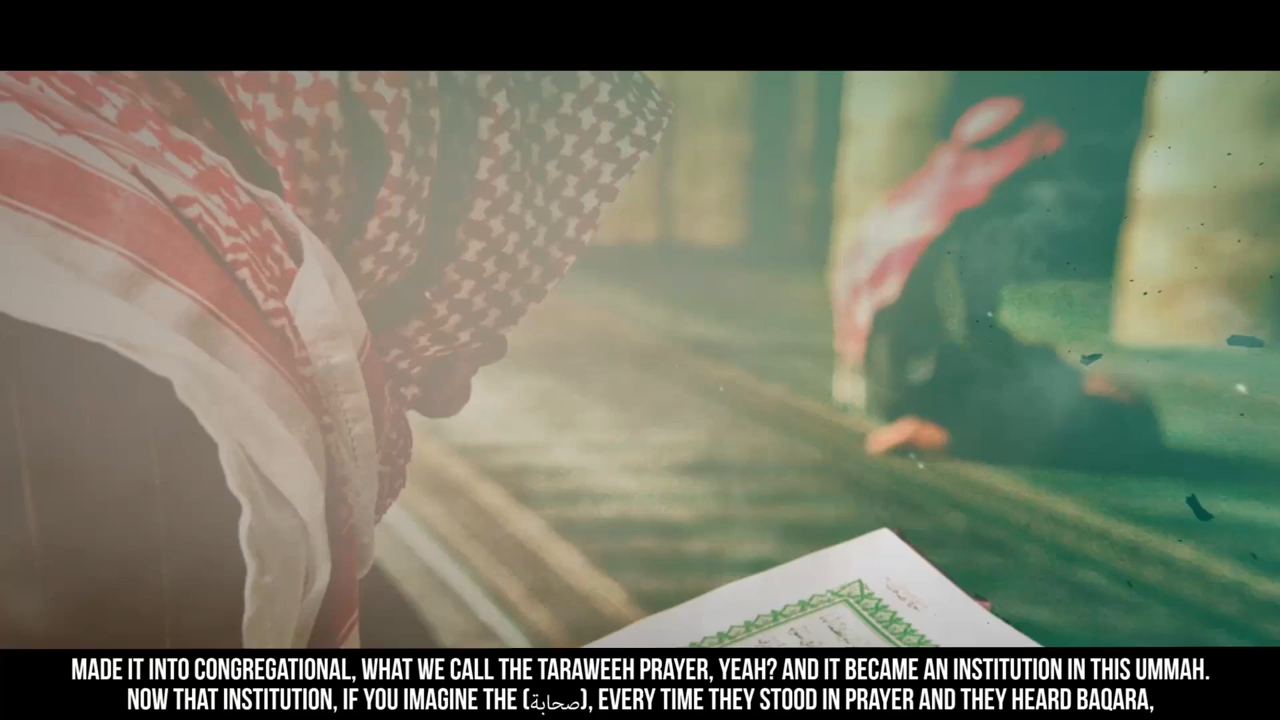 MADE IT INTO CONGREGATIONAL, WHAT WE CALL THE TARAWEEH PRAYER, YEAH? AND IT BECAME AN INSTITUTION IN THIS UMMAH.
NOW THAT INSTITUTION, IF YOU IMAGINE THE (صحابة), EVERY TIME THEY STOOD IN PRAYER AND THEY HEARD BAQARA,